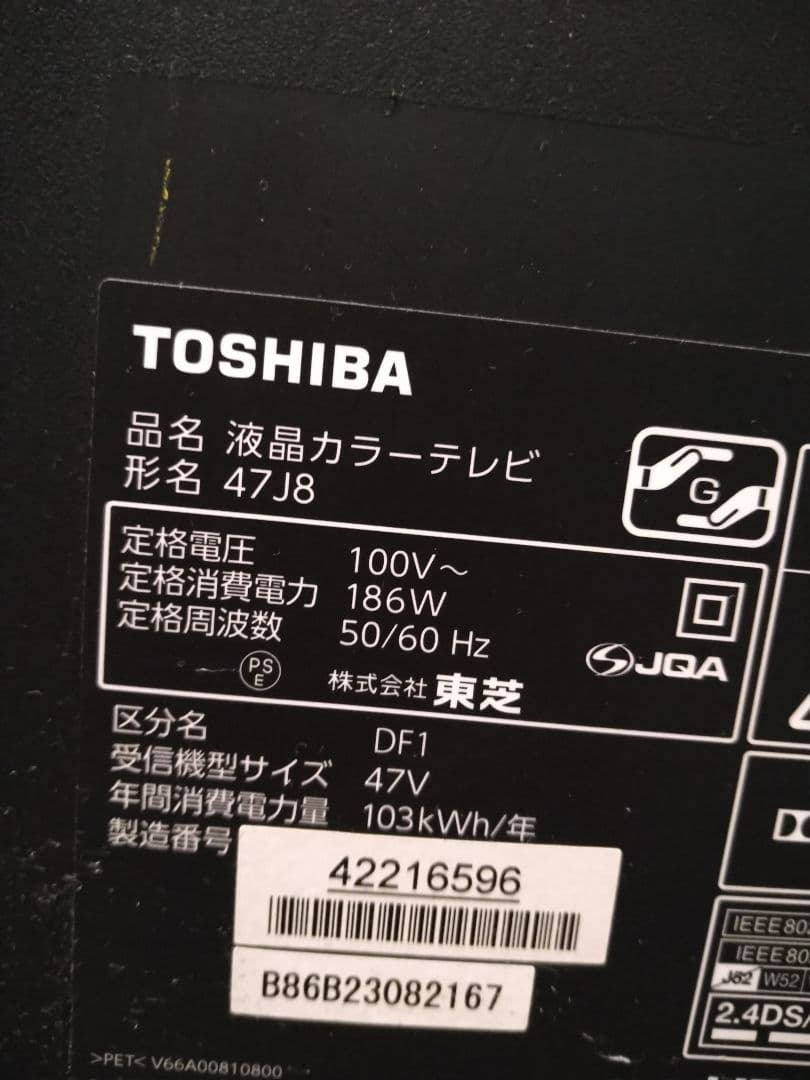 TOSHIBA
品名 液晶カラーテレビ
形名 47J8
G
定格電圧 100V～
定格消費電力 186W
定格周波数 50/60 Hz
PS
E
株式会社 東芝
JQA
区分名 DF1
受信機型サイズ 47V
年間消費電力量 103kWh/年
製造番号
42216596
B86B23082167
IEEE80
IEEE80
J52 W52
2.4DS/
>PET< V66A00810800